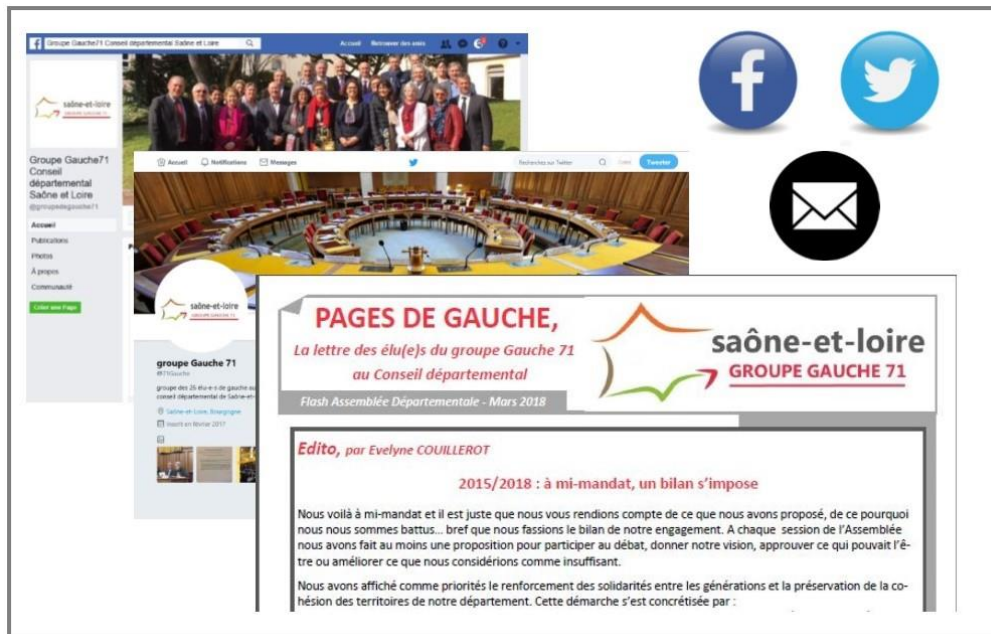 Groupe Gauche71 Conseil départemental Saône et Loire
Accueil Retrouver des amis
saône-et-loire
GROUPE GAUCHE 71
Groupe Gauche71
Conseil
départemental
Saône et Loire
@groupedegauche71
Accueil
Publications
Photos
À propos
Communauté
Créer une Page
Accueil Notifications Messages
Recherchez sur Twitter
Tweeter
saône-et-loire
GROUPE GAUCHE 71
groupe Gauche 71
@71Gauche
groupe des 26 élu-e-s de gauche au
conseil départemental de Saône-et-
Saône-et-Loire, Bourgogne
Inscrit en février 2017
PAGES DE GAUCHE,
La lettre des élu(e)s du groupe Gauche 71
au Conseil départemental
Flash Assemblée Départementale - Mars 2018
saône-et-loire
GROUPE GAUCHE 71
Edito, par Evelyne COUILLEROT
2015/2018 : à mi-mandat, un bilan s’impose
Nous voilà à mi-mandat et il est juste que nous vous rendions compte de ce que nous avons proposé, de ce pourquoi
nous nous sommes battus... bref que nous fassions le bilan de notre engagement. A chaque session de l’Assemblée
nous avons fait au moins une proposition pour participer au débat, donner notre vision, approuver ce qui pouvait l’ê-
tre ou améliorer ce que nous considérions comme insuffisant.
Nous avons affiché comme priorités le renforcement des solidarités entre les générations et la préservation de la co-
hésion des territoires de notre département. Cette démarche s’est concrétisée par :